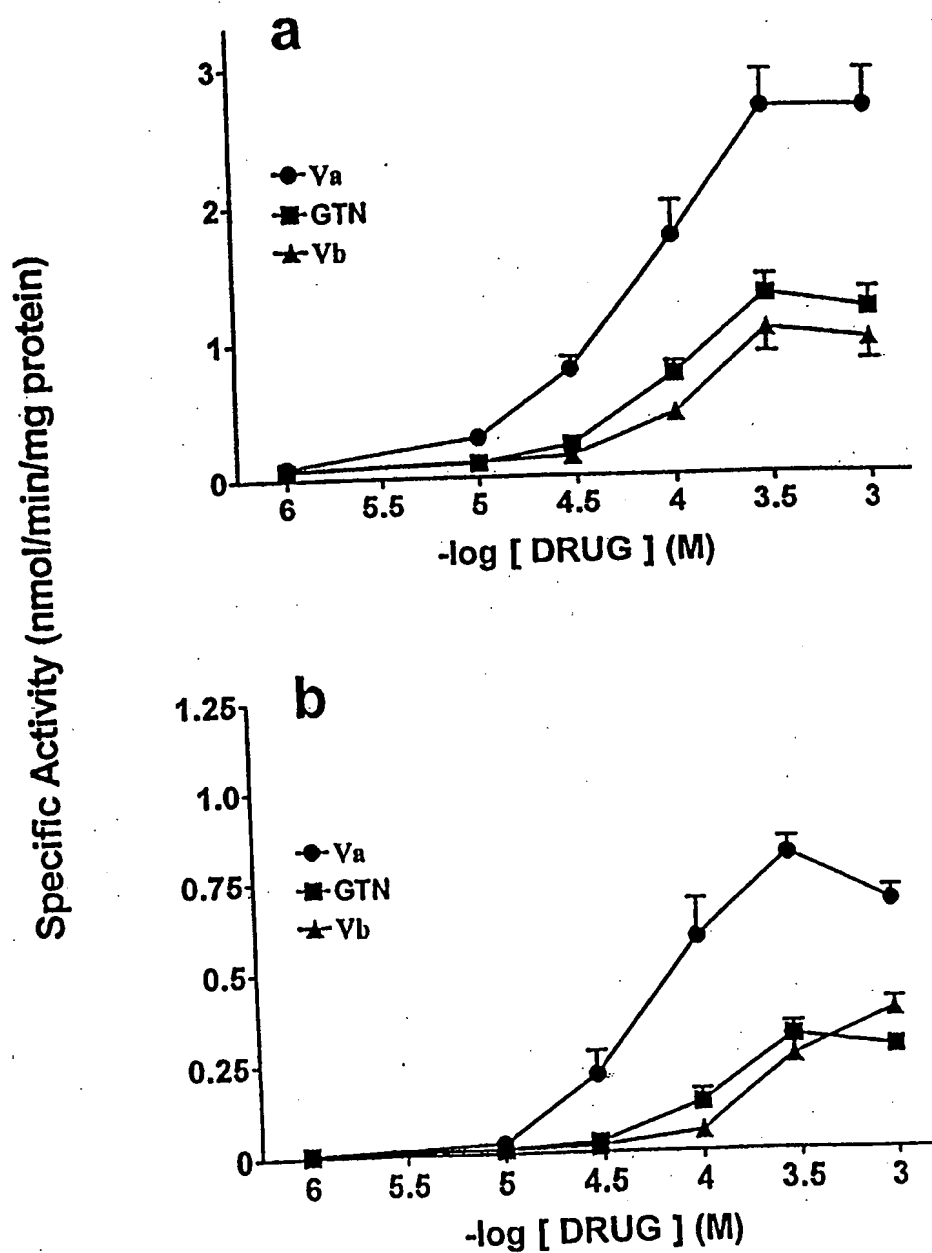 Specific Activity (nmol/min/mg protein)
a
3
2
1
0
Va
GTN
Vb
6 5.5 5 4.5 4 3.5 3
-log [ DRUG ] (M)
b
1.25
1.0
0.75
0.5
0.25
0
Va
GTN
Vb
6 5.5 5 4.5 4 3.5 3
-log [ DRUG ] (M)